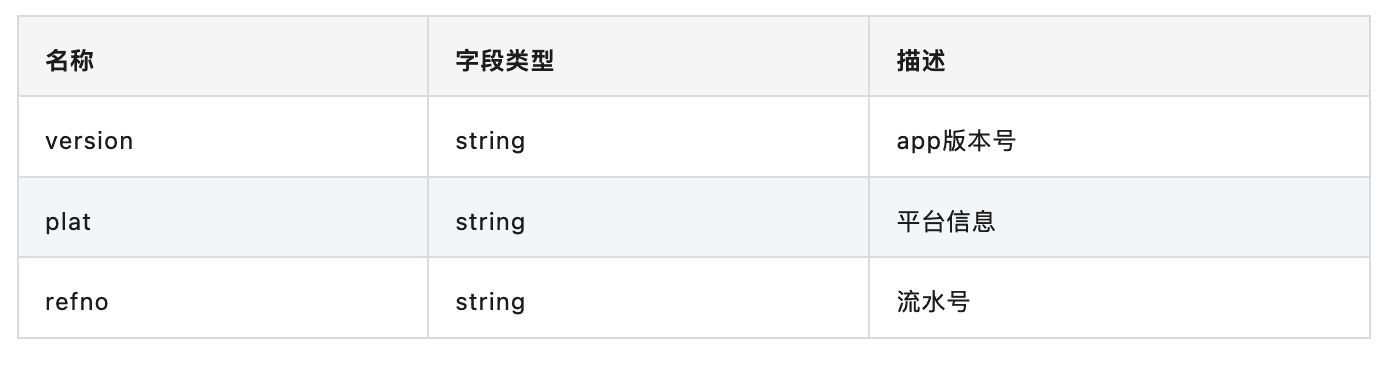 名称 字段类型 描述
version string app版本号
plat string 平台信息
refno string 流水号